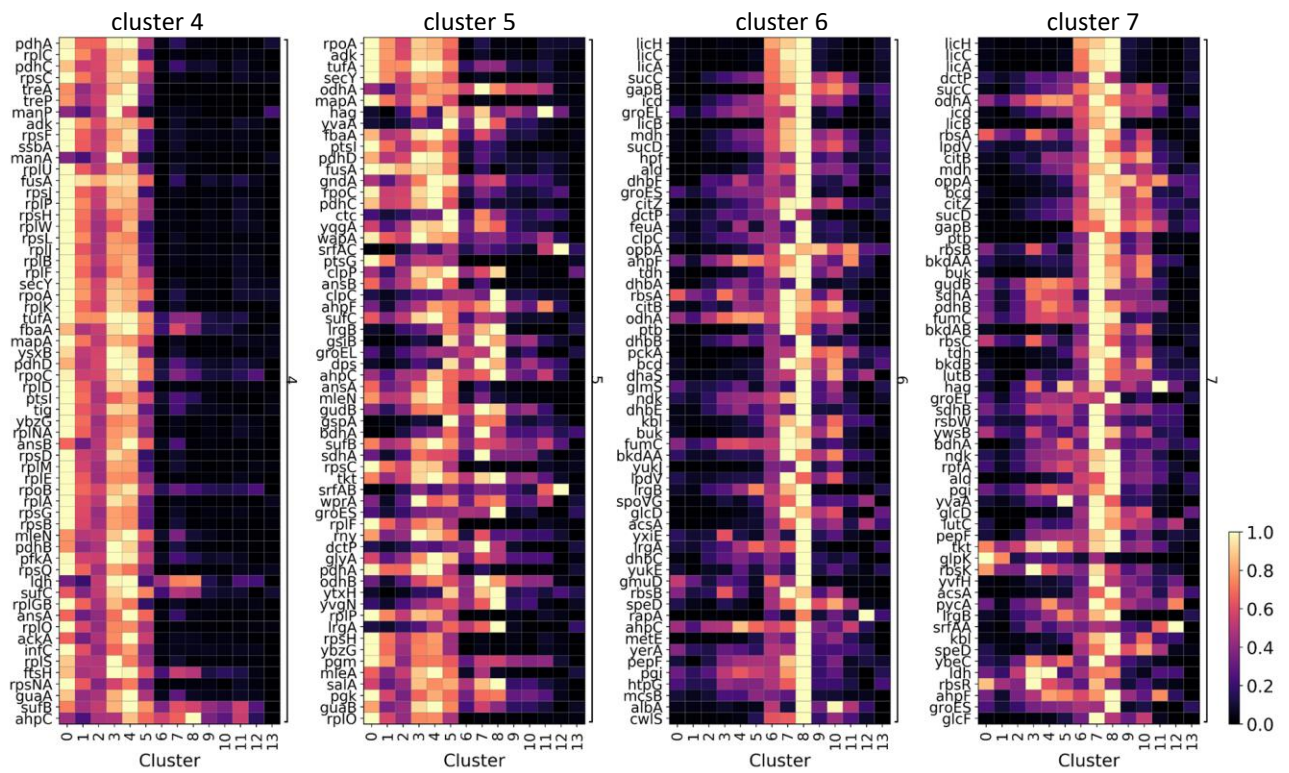 cluster 4
pdhA
rplC
pdhC
rpsC
treA
treP
manP
adk
rpsF
ssbA
manA
rplU
fusA
rpsJ
rplP
rpsH
rplW
rpsL
rplJ
rplB
rplF
secY
rpoA
rplK
tufA
fbaA
mapA
ysxB
pdhD
rpoC
rplD
ptsI
tig
ybzG
rplNA
ansB
rpsD
rplM
rplE
rpoB
rplA
rpsG
rpsB
mleN
pdhB
pfkA
rpsQ
ldh
sufC
rplGB
ansA
rplO
ackA
infC
rplS
ftsH
rpsNA
guaA
sufB
ahpC
0 1 2 3 4 5 6 7 8 9 10 11 12 13
Cluster
4
cluster 5
rpoA
adk
tufA
secY
odhA
mapA
hag
yvaA
fbaA
ptsI
pdhD
fusA
gndA
rpoC
pdhC
ctc
yqgA
wapA
srfAC
ptsG
clpP
ansB
clpC
ahpF
sufC
lrgB
gsiB
groEL
dps
ahpC
ansA
mleN
gudB
gspA
bdhA
sufB
sdhA
rpsC
tkt
srfAB
wprA
groES
rplF
rny
dctP
glyA
pdhA
odhB
ytxH
yvgN
rplP
lrgA
rpsH
ybzG
pgm
mleA
salA
pgk
guaB
rplO
0 1 2 3 4 5 6 7 8 9 10 11 12 13
Cluster
5
cluster 6
licH
licC
licA
sucC
gapB
icd
groEL
licB
mdh
sucD
hpf
ald
dhbF
groES
citZ
dctP
feuA
clpC
oppA
ahpF
tdh
dhbA
rbsA
citB
odhA
ptb
dhbB
pckA
bcd
dhaS
glmS
ndk
dhbE
kbl
buk
fumC
bkdAA
yukJ
lpdV
lrgB
spoVG
glcD
acsA
yxiE
lrgA
dhbC
yukE
gmuD
rbsB
speD
rapA
ahpC
metE
yerA
pepF
pgi
htpG
mcsB
albA
cwlS
0 1 2 3 4 5 6 7 8 9 10 11 12 13
Cluster
6
cluster 7
licH
licC
licA
dctP
sucC
odhA
icd
licB
rbsA
lpdV
citB
mdh
oppA
bcd
citZ
sucD
gapB
ptb
rbsB
bkdAA
buk
gudB
sdhA
odhB
fumC
bkdAB
rbsC
tdh
bkdB
lutB
hag
groEL
sdhB
rsbW
ywsB
bdhA
ndk
rpfA
ald
pgi
yvaA
glcD
lutC
pepF
tkt
glpK
rbsK
yvfH
acsA
pycA
lrgB
srfAA
kbl
speD
ybeC
ldh
rbsR
ahpF
groES
glcF
0 1 2 3 4 5 6 7 8 9 10 11 12 13
Cluster
7
1.0
0.8
0.6
0.4
0.2
0.0